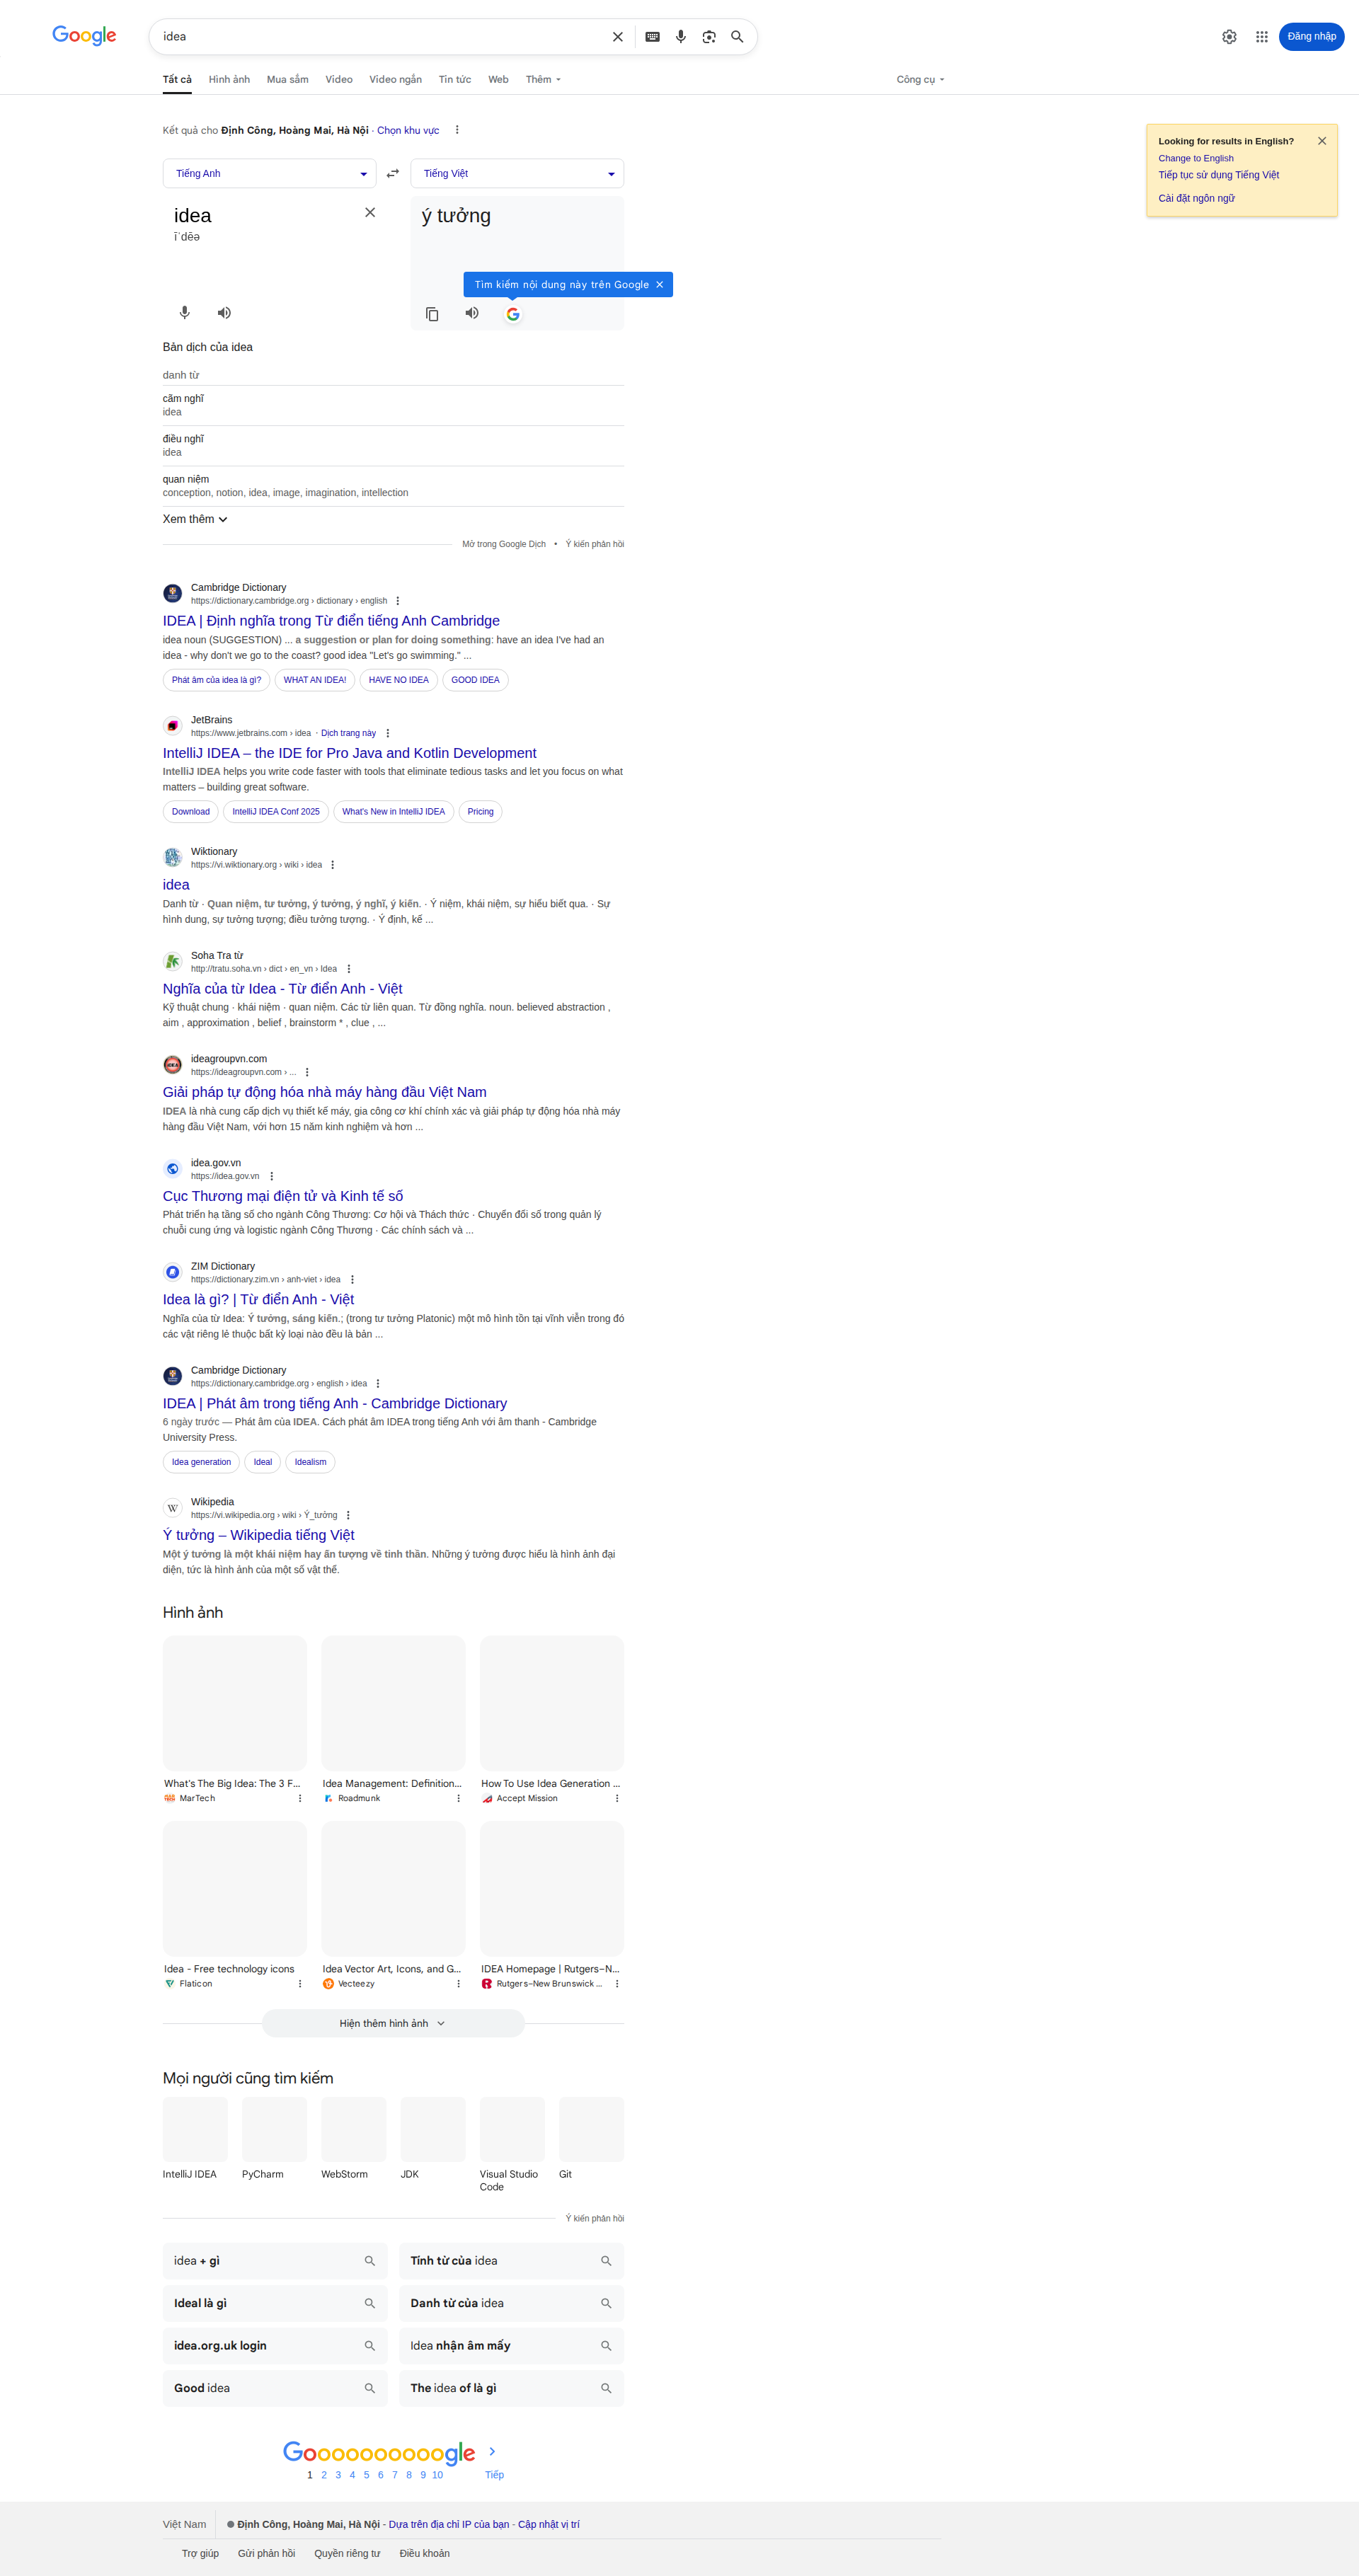 Google
idea
Đăng nhập
Tất cả Hình ảnh Mua sắm Video Video ngắn Tin tức Web Thêm Công cụ
Kết quả cho Định Công, Hoàng Mai, Hà Nội · Chọn khu vực
Looking for results in English?
Change to English
Tiếp tục sử dụng Tiếng Việt
Cài đặt ngôn ngữ
Tiếng Anh Tiếng Việt
idea ý tưởng
īˈdēə
Tìm kiếm nội dung này trên Google
Bản dịch của idea
danh từ
cãm nghĩ
idea
điều nghĩ
idea
quan niệm
conception, notion, idea, image, imagination, intellection
Xem thêm
Mở trong Google Dịch • Ý kiến phản hồi
Cambridge Dictionary
https://dictionary.cambridge.org › dictionary › english
IDEA | Định nghĩa trong Từ điển tiếng Anh Cambridge
idea noun (SUGGESTION) ... a suggestion or plan for doing something: have an idea I've had an
idea - why don't we go to the coast? good idea "Let's go swimming." ...
Phát âm của idea là gì? WHAT AN IDEA! HAVE NO IDEA GOOD IDEA
JetBrains
https://www.jetbrains.com › idea · Dịch trang này
IntelliJ IDEA – the IDE for Pro Java and Kotlin Development
IntelliJ IDEA helps you write code faster with tools that eliminate tedious tasks and let you focus on what
matters – building great software.
Download IntelliJ IDEA Conf 2025 What's New in IntelliJ IDEA Pricing
Wiktionary
https://vi.wiktionary.org › wiki › idea
idea
Danh từ · Quan niệm, tư tưởng, ý tưởng, ý nghĩ, ý kiến. · Ý niệm, khái niệm, sự hiểu biết qua. · Sự
hình dung, sự tưởng tượng; điều tưởng tượng. · Ý định, kế ...
Soha Tra từ
http://tratu.soha.vn › dict › en_vn › Idea
Nghĩa của từ Idea - Từ điển Anh - Việt
Kỹ thuật chung · khái niệm · quan niệm. Các từ liên quan. Từ đồng nghĩa. noun. believed abstraction ,
aim , approximation , belief , brainstorm * , clue , ...
ideagroupvn.com
https://ideagroupvn.com › ...
Giải pháp tự động hóa nhà máy hàng đầu Việt Nam
IDEA là nhà cung cấp dịch vụ thiết kế máy, gia công cơ khí chính xác và giải pháp tự động hóa nhà máy
hàng đầu Việt Nam, với hơn 15 năm kinh nghiệm và hơn ...
idea.gov.vn
https://idea.gov.vn
Cục Thương mại điện tử và Kinh tế số
Phát triển hạ tầng số cho ngành Công Thương: Cơ hội và Thách thức · Chuyển đổi số trong quản lý
chuỗi cung ứng và logistic ngành Công Thương · Các chính sách và ...
ZIM Dictionary
https://dictionary.zim.vn › anh-viet › idea
Idea là gì? | Từ điển Anh - Việt
Nghĩa của từ Idea: Ý tưởng, sáng kiến.; (trong tư tưởng Platonic) một mô hình tồn tại vĩnh viễn trong đó
các vật riêng lẻ thuộc bất kỳ loại nào đều là bản ...
Cambridge Dictionary
https://dictionary.cambridge.org › english › idea
IDEA | Phát âm trong tiếng Anh - Cambridge Dictionary
6 ngày trước — Phát âm của IDEA. Cách phát âm IDEA trong tiếng Anh với âm thanh - Cambridge
University Press.
Idea generation Ideal Idealism
W
Wikipedia
https://vi.wikipedia.org › wiki › Ý_tưởng
Ý tưởng – Wikipedia tiếng Việt
Một ý tưởng là một khái niệm hay ấn tượng về tinh thần. Những ý tưởng được hiểu là hình ảnh đại
diện, tức là hình ảnh của một số vật thể.
Hình ảnh
What's The Big Idea: The 3 F... Idea Management: Definition... How To Use Idea Generation ...
MarTech Roadmunk Accept Mission
Idea - Free technology icons Idea Vector Art, Icons, and G... IDEA Homepage | Rutgers–N...
Flaticon Vecteezy Rutgers–New Brunswick ...
Hiện thêm hình ảnh
Mọi người cũng tìm kiếm
IntelliJ IDEA PyCharm WebStorm JDK Visual Studio Code Git
Ý kiến phản hồi
idea + gì Tính từ của idea
Ideal là gì Danh từ của idea
idea.org.uk login Idea nhận âm mấy
Good idea The idea of là gì
Goooooooooogle
1 2 3 4 5 6 7 8 9 10 Tiếp
Việt Nam Định Công, Hoàng Mai, Hà Nội - Dựa trên địa chỉ IP của bạn - Cập nhật vị trí
Trợ giúp Gửi phản hồi Quyền riêng tư Điều khoản